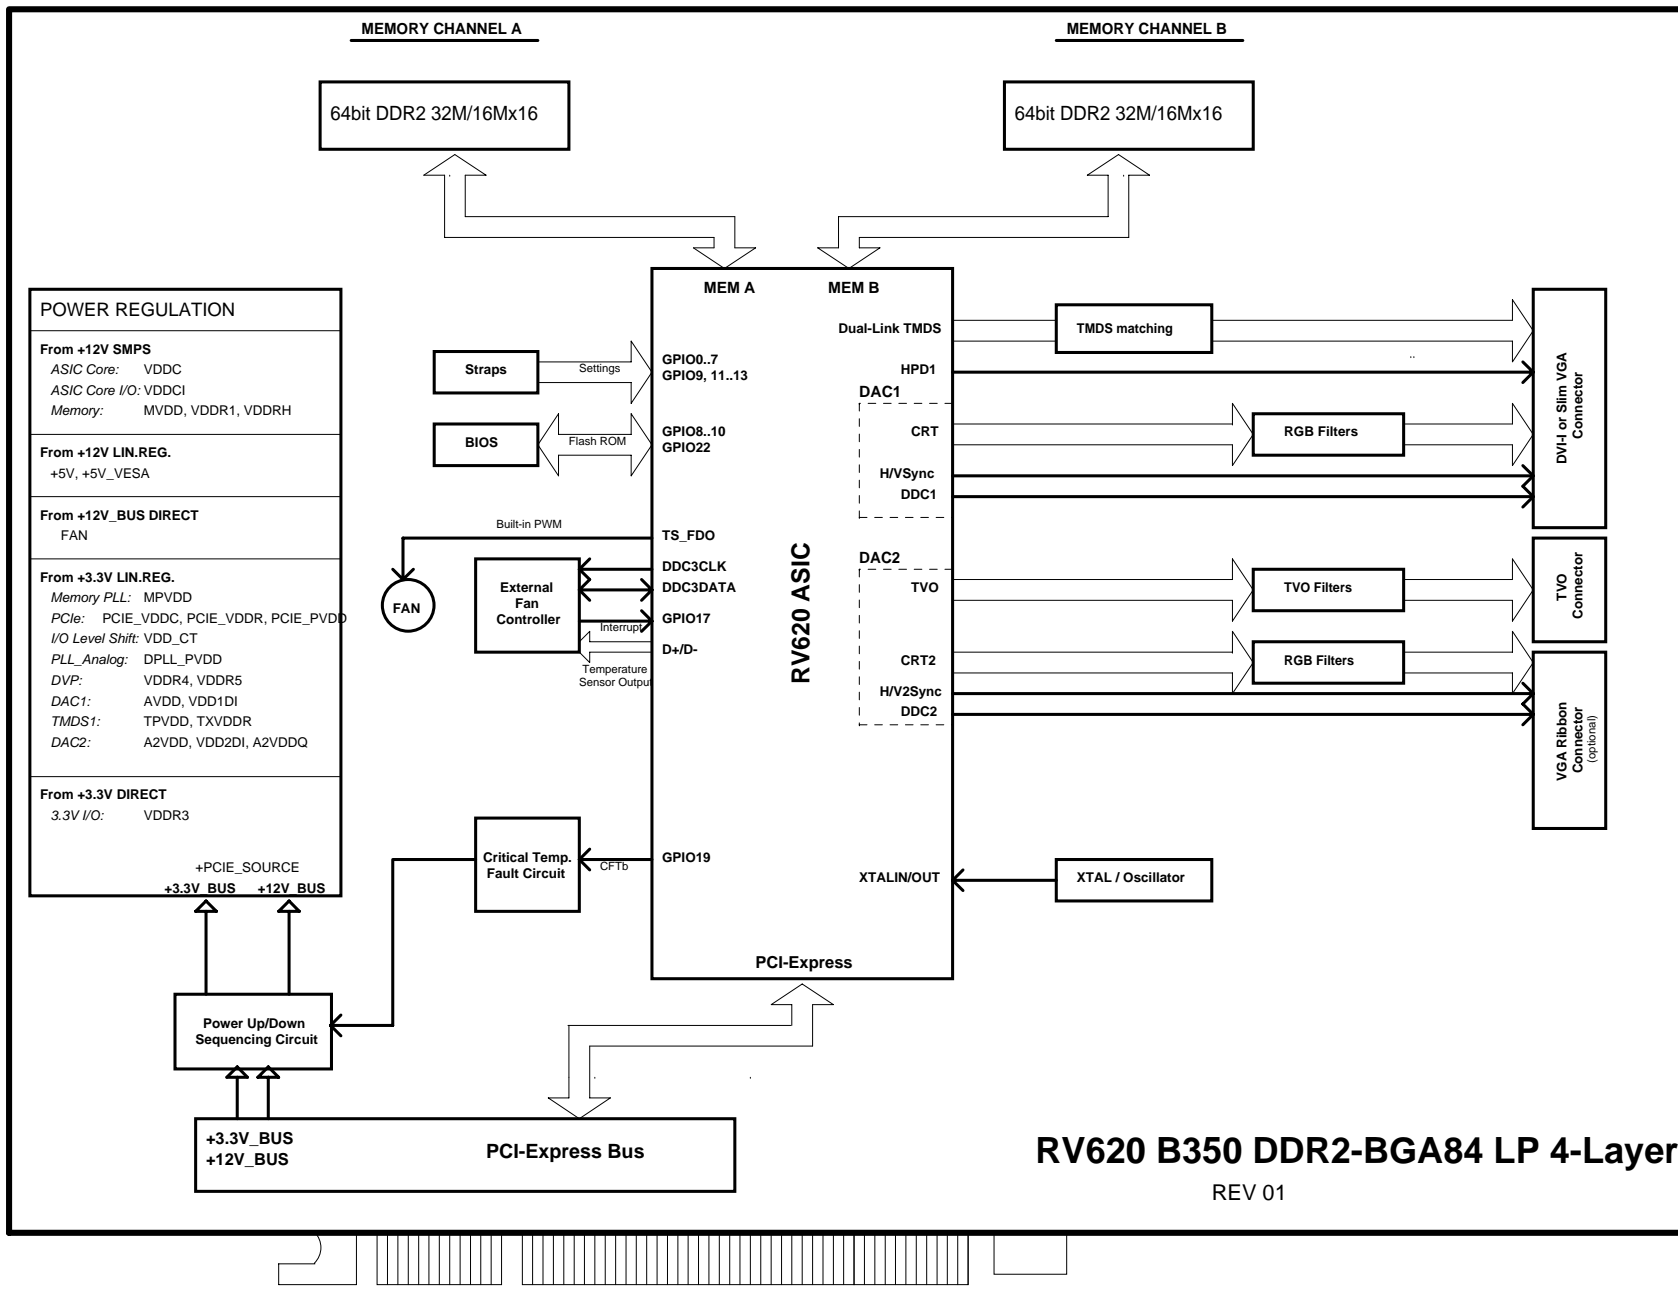 MEMORY CHANNEL A
MEMORY CHANNEL B
64bit DDR2 32M/16Mx16
64bit DDR2 32M/16Mx16
POWER REGULATION
From +12V SMPS
ASIC Core: VDDC
ASIC Core I/O: VDDCI
Memory: MVDD, VDDR1, VDDRH
From +12V LIN.REG.
+5V, +5V_VESA
From +12V_BUS DIRECT
FAN
From +3.3V LIN.REG.
Memory PLL: MPVDD
PCIe: PCIE_VDDC, PCIE_VDDR, PCIE_PVDD
I/O Level Shift: VDD_CT
PLL_Analog: DPLL_PVDD
DVP: VDDR4, VDDR5
DAC1: AVDD, VDD1DI
TMDS1: TPVDD, TXVDDR
DAC2: A2VDD, VDD2DI, A2VDDQ
From +3.3V DIRECT
3.3V I/O: VDDR3
+PCIE_SOURCE
+3.3V_BUS +12V_BUS
Power Up/Down
Sequencing Circuit
Straps
Settings
BIOS
Flash ROM
Built-in PWM
FAN
External
Fan
Controller
Interrupt
Temperature
Sensor Output
Critical Temp.
Fault Circuit
CFTb
MEM A
MEM B
GPIO0..7
GPIO9, 11..13
GPIO8..10
GPIO22
TS_FDO
DDC3CLK
DDC3DATA
GPIO17
D+/D-
GPIO19
RV620 ASIC
Dual-Link TMDS
HPD1
DAC1
CRT
H/VSync
DDC1
DAC2
TVO
CRT2
H/V2Sync
DDC2
XTALIN/OUT
PCI-Express
TMDS matching
RGB Filters
TVO Filters
RGB Filters
XTAL / Oscillator
DVI-I or Slim VGA
Connector
TVO
Connector
VGA Ribbon
Connector
(optional)
+3.3V_BUS
+12V_BUS
PCI-Express Bus
RV620 B350 DDR2-BGA84 LP 4-Layer
REV 01